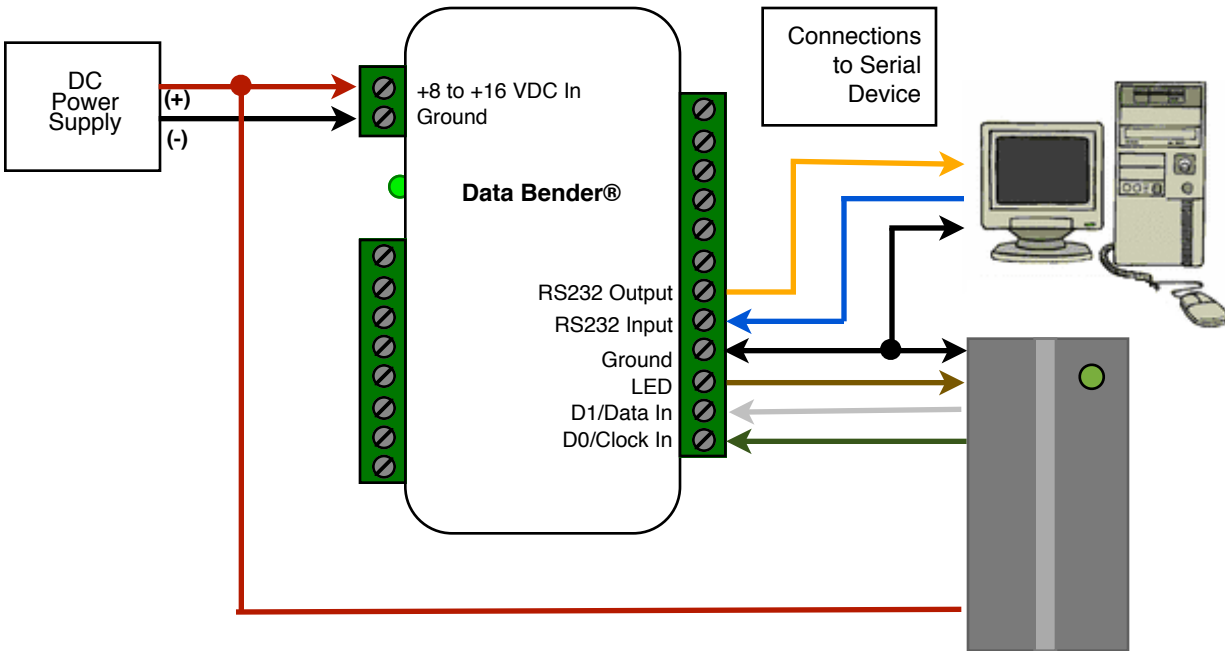 DC
Power
Supply
(+)
(-)
+8 to +16 VDC In
Ground
Data Bender®
Connections
to Serial
Device
RS232 Output
RS232 Input
Ground
LED
D1/Data In
D0/Clock In